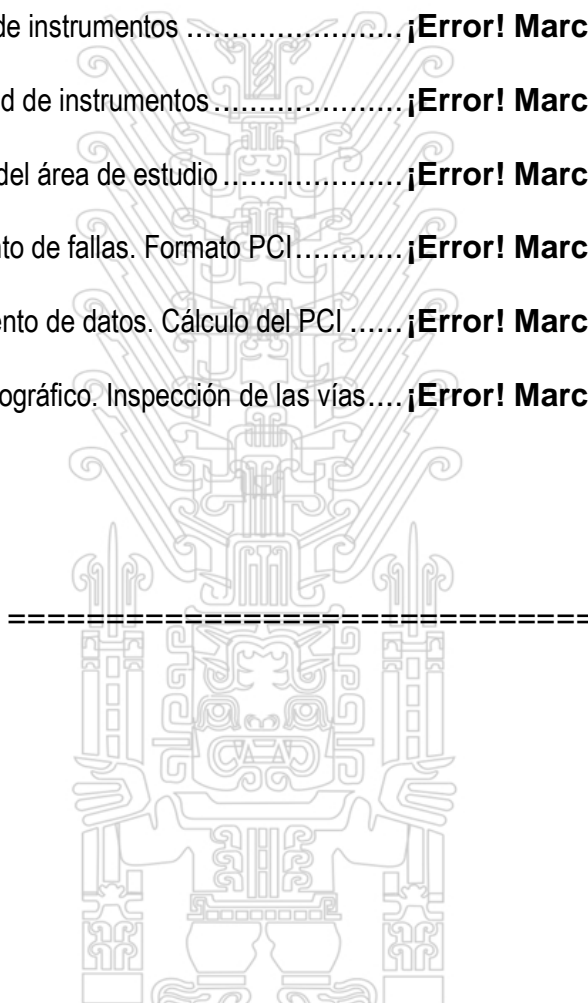 de instrumentos ........................ ¡Error! Marc
d de instrumentos ..................... ¡Error! Marc
del área de estudio .................... ¡Error! Marc
to de fallas. Formato PCI ............ ¡Error! Marc
nto de datos. Cálculo del PCI ...... ¡Error! Marc
ográfico. Inspección de las vías .... ¡Error! Marc
==============================